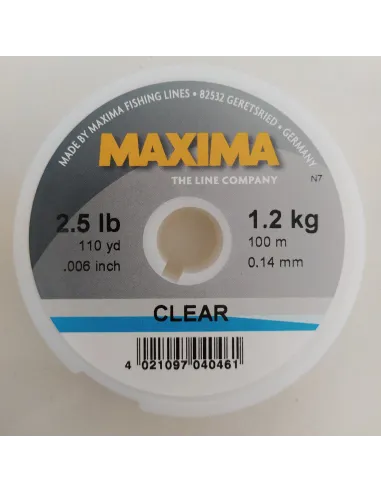 MADE BY MAXIMA FISHING LINES • 82532 GERETSRIED • GERMANY
MAXIMA
THE LINE COMPANY
N7
2.5 lb
110 yd
.006 inch
1.2 kg
100 m
0.14 mm
CLEAR
4 021097 040461